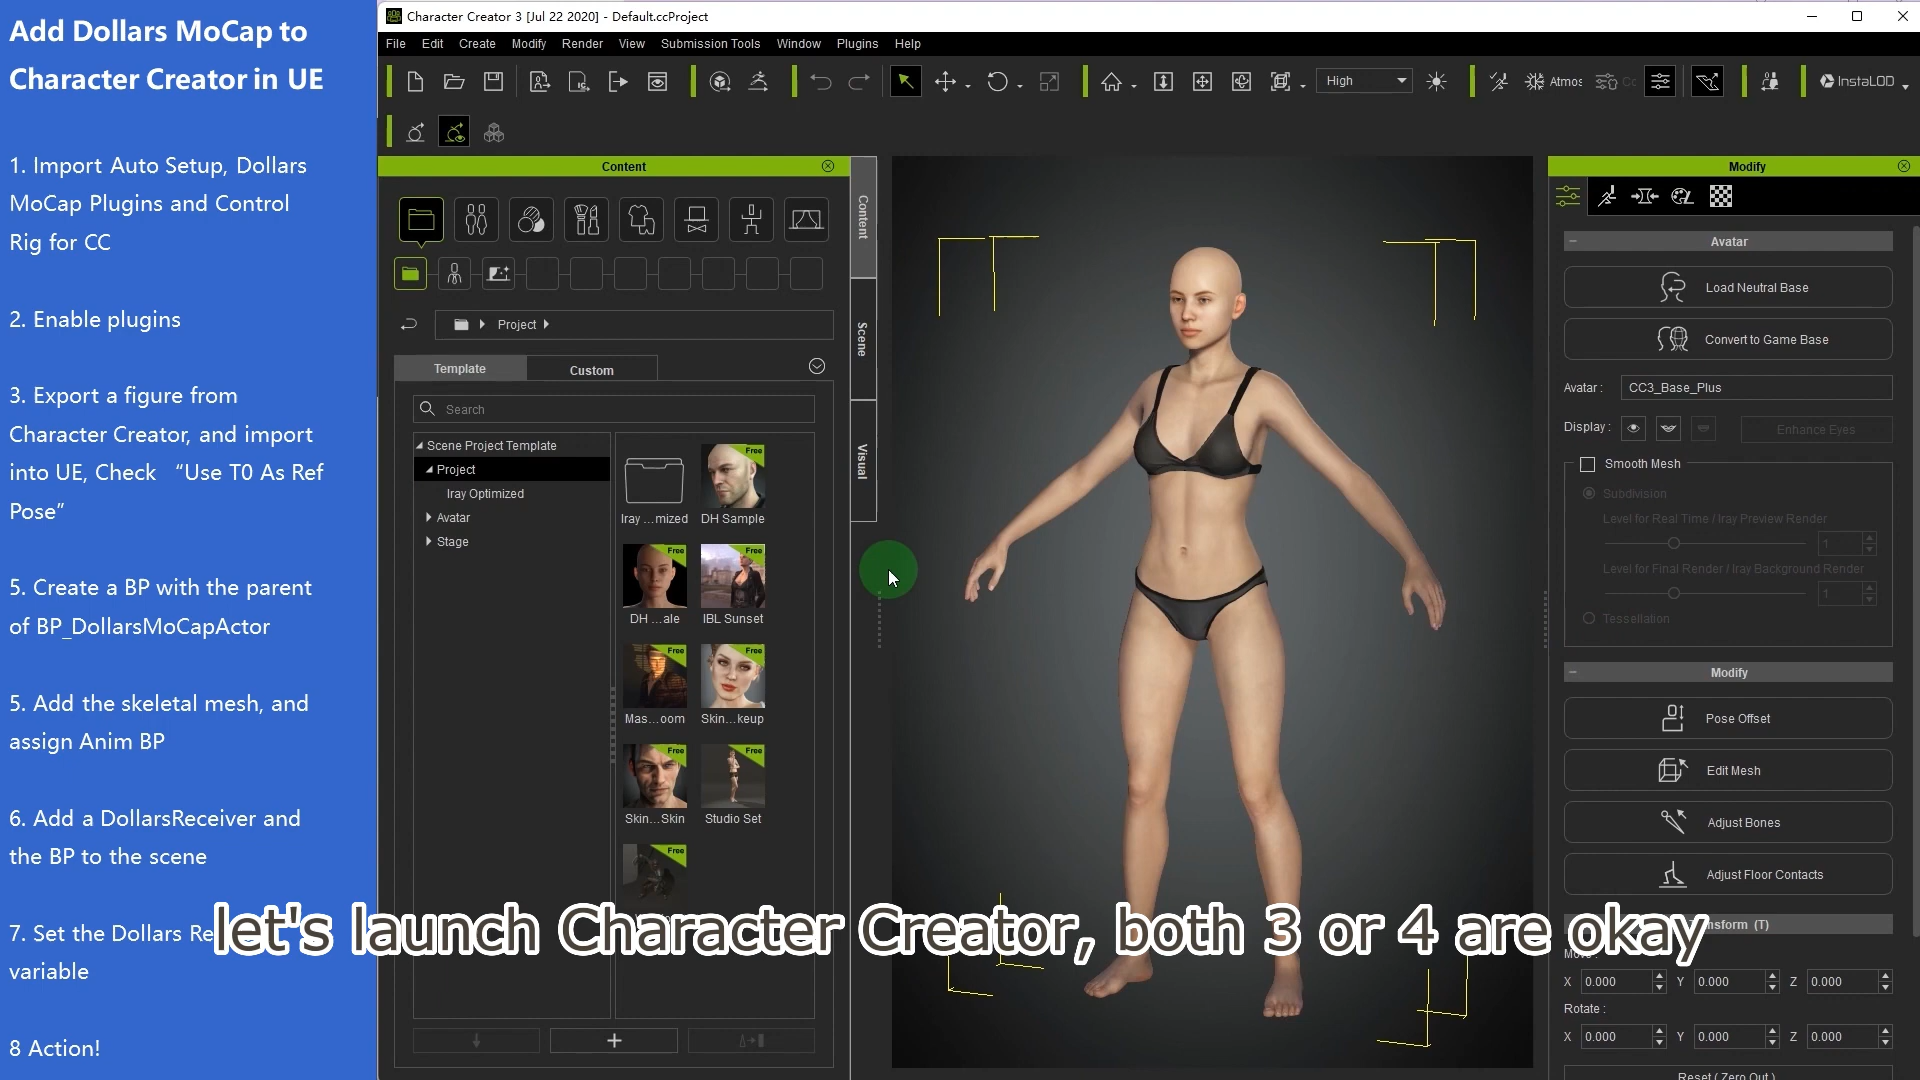 Add Dollars MoCap to
Character Creator in UE
1. Import Auto Setup, Dollars
MoCap Plugins and Control
Rig for CC
2. Enable plugins
3. Export a figure from
Character Creator, and import
into UE, Check “Use T0 As Ref
Pose”
5. Create a BP with the parent
of BP_DollarsMoCapActor
5. Add the skeletal mesh, and
assign Anim BP
6. Add a DollarsReceiver and
the BP to the scene
7. Set the Dollars Re
variable
8 Action!
Character Creator 3 [Jul 22 2020] - Default.ccProject
File Edit Create Modify Render View Submission Tools Window Plugins Help
High
Atmos
InstaLOD
Content
Project
Template
Custom
Search
Scene Project Template
Project
Iray Optimized
Avatar
Stage
Iray ...mized
Free
DH Sample
Free
DH ...ale
Free
IBL Sunset
Free
Mas...oom
Free
Skin...keup
Free
Skin...Skin
Free
Studio Set
Free
Content
Scene
Visual
Modify
Avatar
Load Neutral Base
Convert to Game Base
Avatar :
CC3_Base_Plus
Display :
Enhance Eyes
Smooth Mesh
Subdivision
Level for Real Time / Iray Preview Render
1
Level for Final Render / Iray Background Render
1
Tessellation
Modify
Pose Offset
Edit Mesh
Adjust Bones
Adjust Floor Contacts
nsform (T)
Move :
X 0.000 Y 0.000 Z 0.000
Rotate :
X 0.000 Y 0.000 Z 0.000
Reset ( Zero Out )
let's launch Character Creator, both 3 or 4 are okay